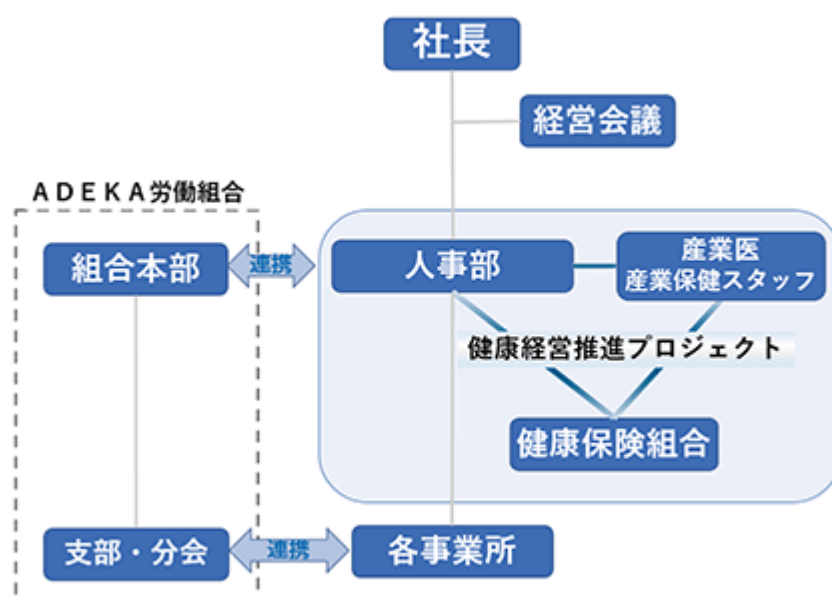 社長
経営会議
ADEKA労働組合
組合本部
連携
人事部
産業医
産業保健スタッフ
健康経営推進プロジェクト
健康保険組合
支部・分会
連携
各事業所